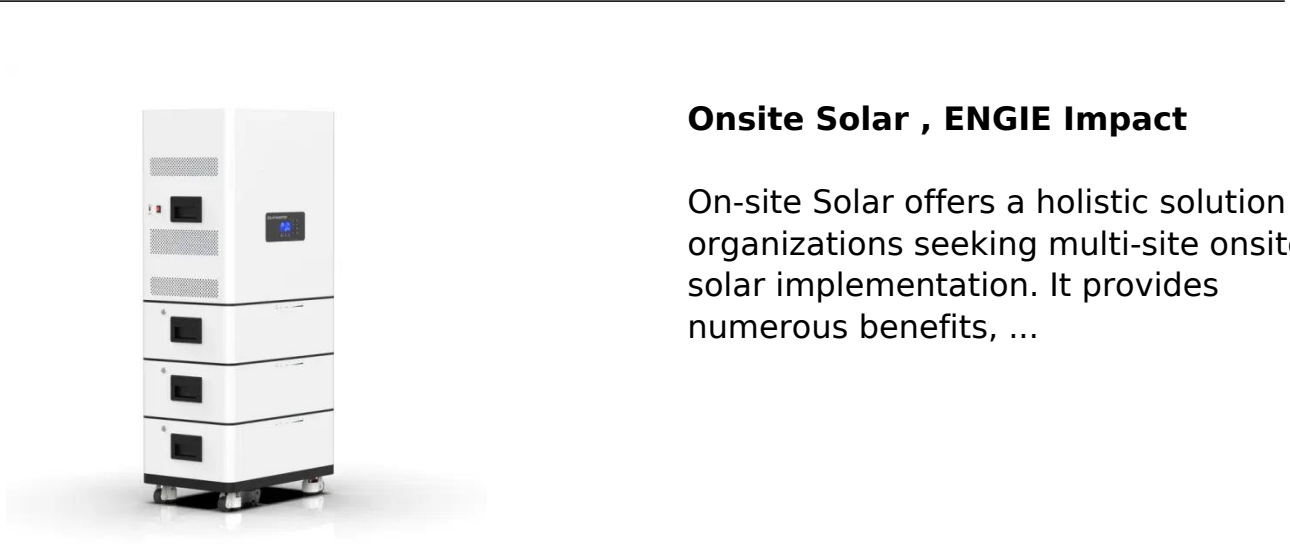 Onsite Solar , ENGIE Impact
On-site Solar offers a holistic solution
organizations seeking multi-site onsite
solar implementation. It provides
numerous benefits, ...